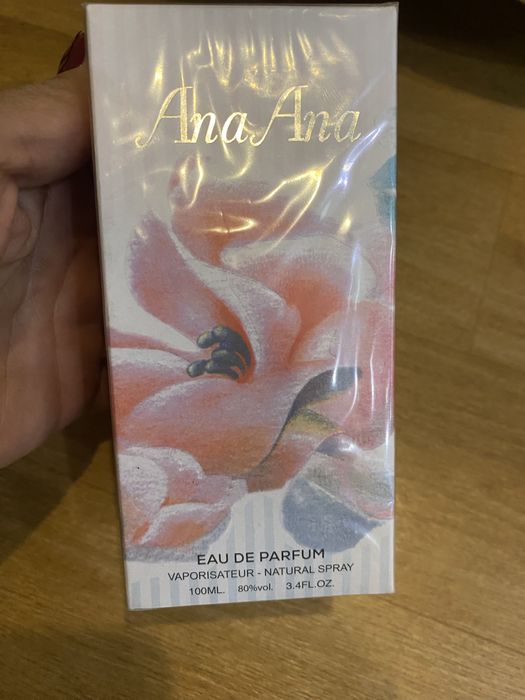 Ana Ana
EAU DE PARFUM
VAPORISATEUR - NATURAL SPRAY
100ML. 80%vol. 3.4FL.OZ.